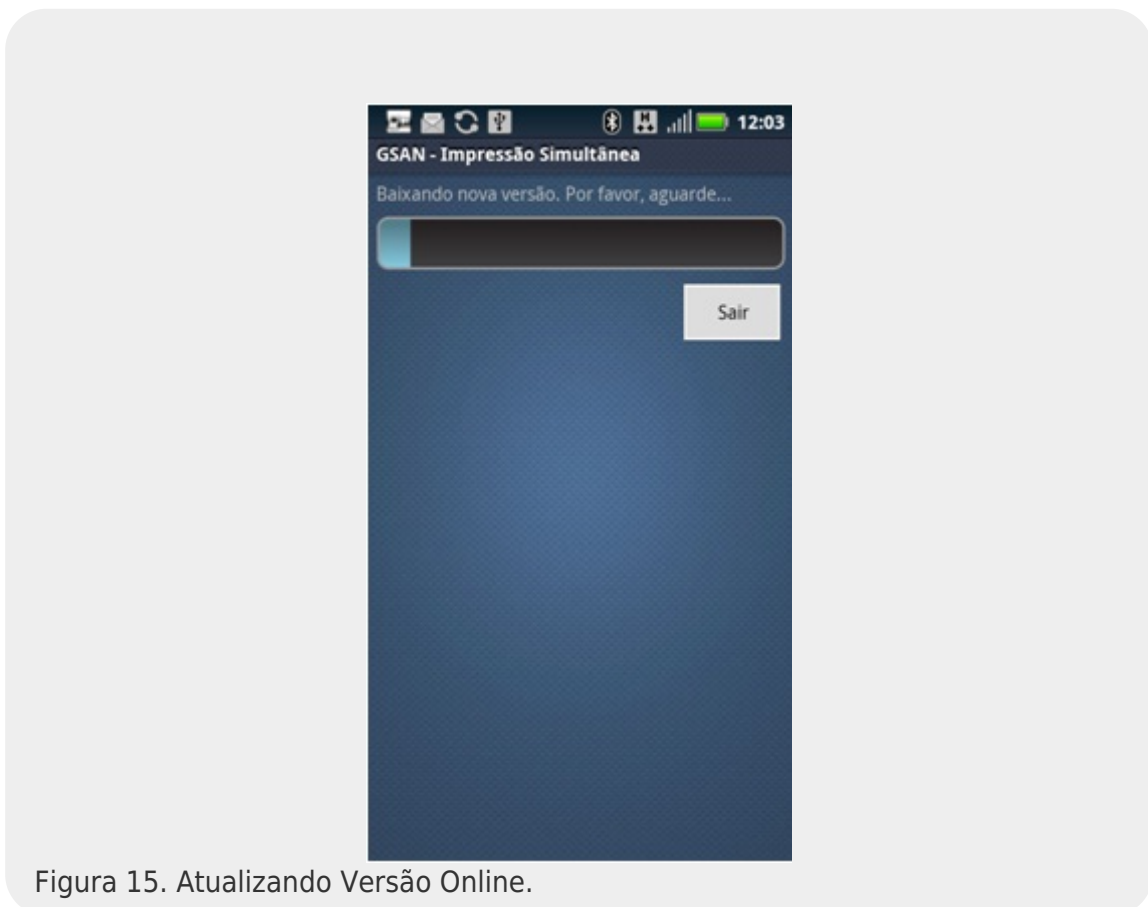 12:03
GSAN - Impressão Simultânea
Baixando nova versão. Por favor, aguarde...
Sair
Figura 15. Atualizando Versão Online.